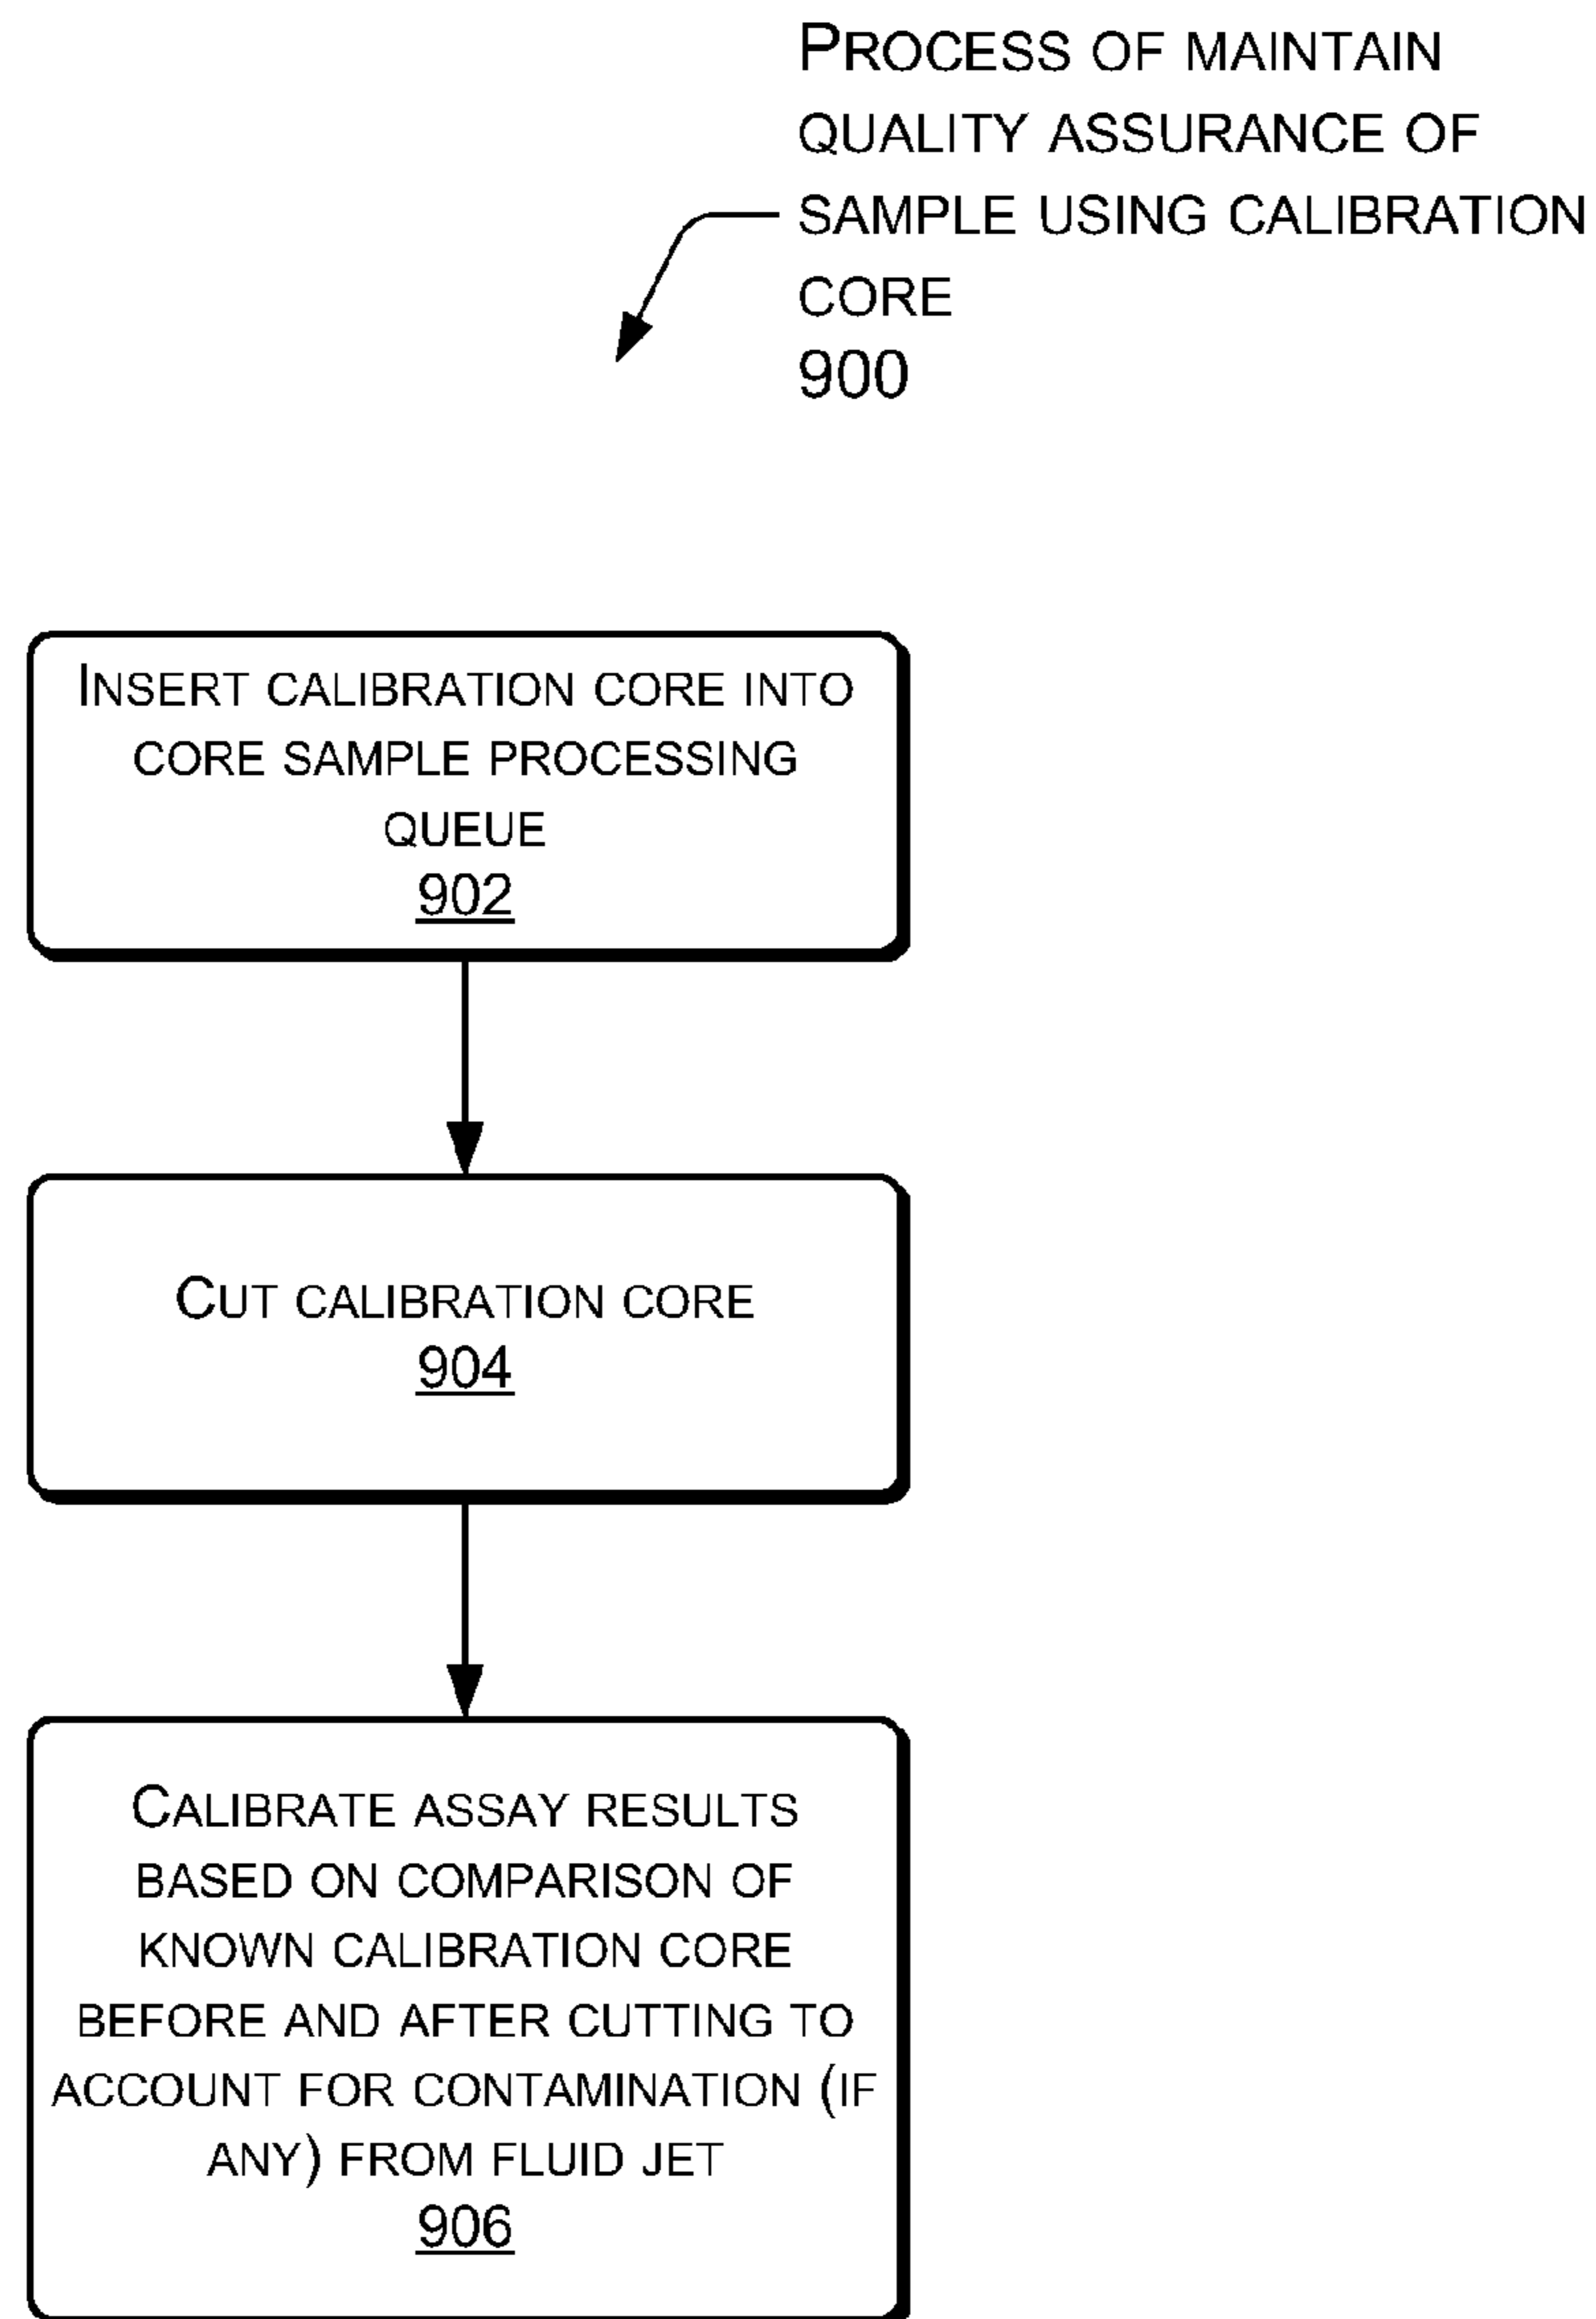 PROCESS OF MAINTAIN
QUALITY ASSURANCE OF
SAMPLE USING CALIBRATION
CORE
900
INSERT CALIBRATION CORE INTO
CORE SAMPLE PROCESSING
QUEUE
902
CUT CALIBRATION CORE
904
CALIBRATE ASSAY RESULTS
BASED ON COMPARISON OF
KNOWN CALIBRATION CORE
BEFORE AND AFTER CUTTING TO
ACCOUNT FOR CONTAMINATION (IF
ANY) FROM FLUID JET
906